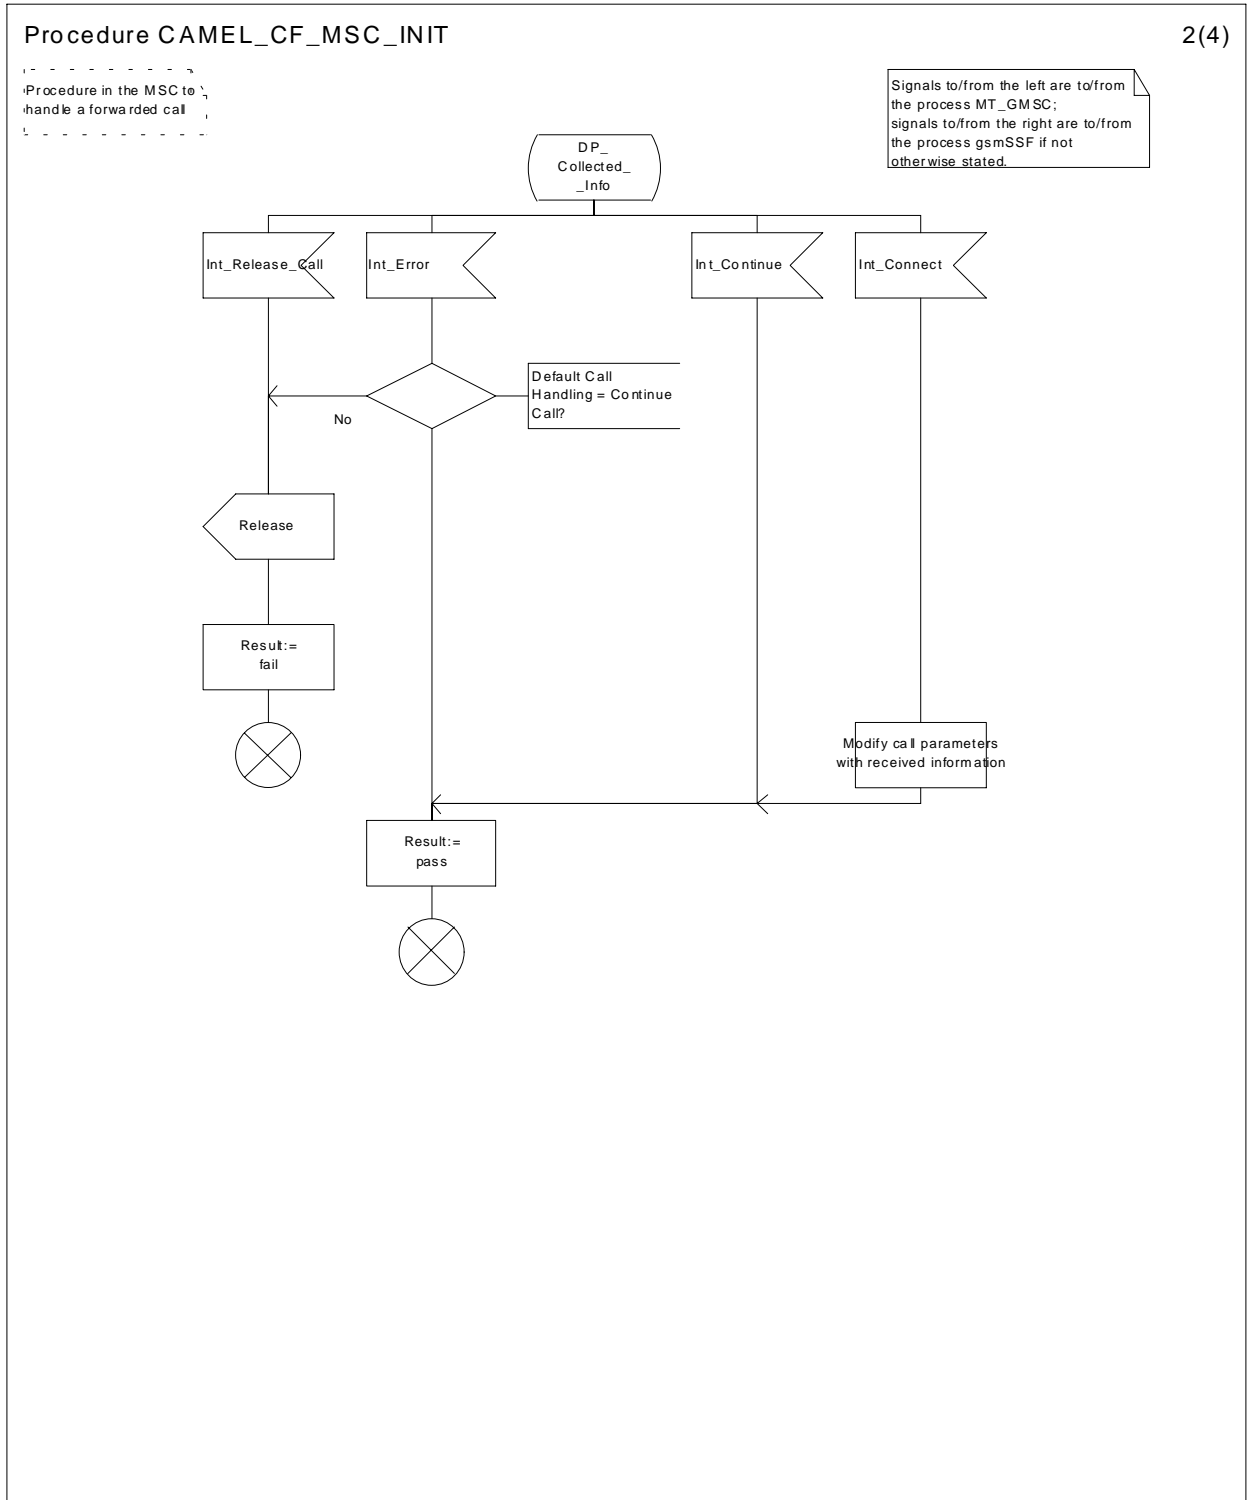 Procedure CAMEL_CF_MSC_INIT
2(4)
Procedure in the MSC to
handle a forwarded call
Signals to/from the left are to/from
the process MT_GMSC;
signals to/from the right are to/from
the process gsmSSF if not
otherwise stated.
DP_
Collected_
_Info
Int_Release_Call
Int_Error
Int_Continue
Int_Connect
Default Call
Handling = Continue
Call?
No
Release
Result:=
fail
Modify call parameters
with received information
Result:=
pass